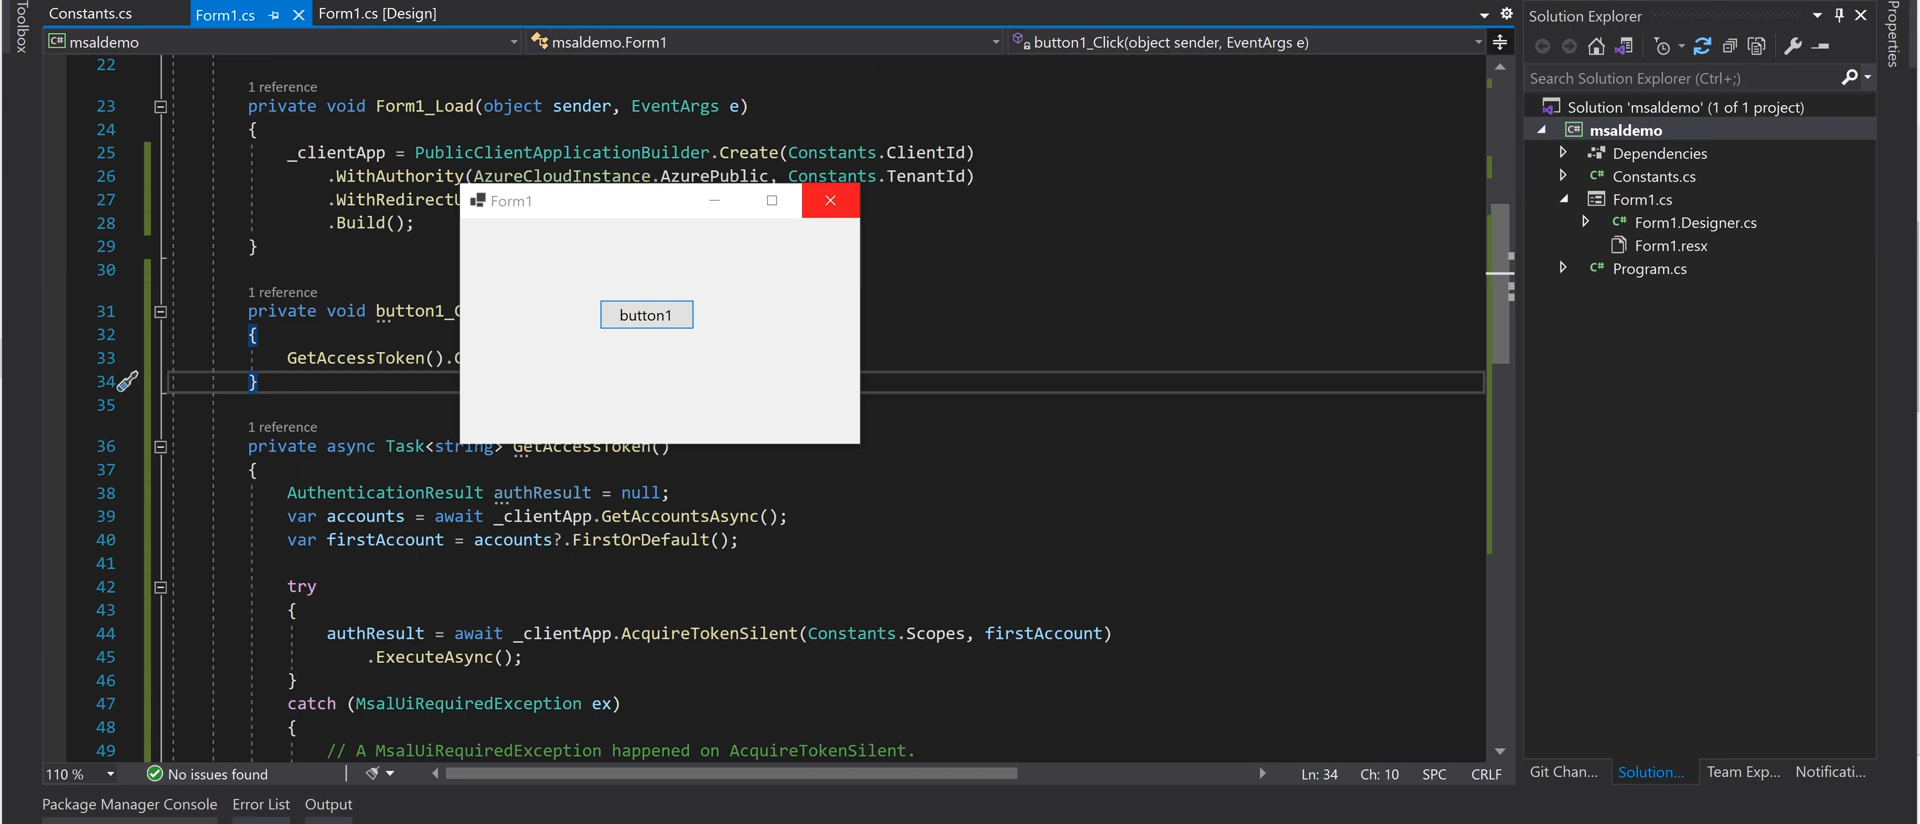 Toolbox
Constants.cs
Form1.cs
Form1.cs [Design]
C# msaldemo
msaldemo.Form1
button1_Click(object sender, EventArgs e)
22
1 reference
23 private void Form1_Load(object sender, EventArgs e)
24 {
25 _clientApp = PublicClientApplicationBuilder.Create(Constants.ClientId)
26 .WithAuthority(AzureCloudInstance.AzurePublic, Constants.TenantId)
27 .WithRedirectU
28 .Build();
29 }
30
1 reference
31 private void button1_C
32 {
33 GetAccessToken().C
34 }
35
1 reference
36 private async Task<string> GetAccessToken()
37 {
38 AuthenticationResult authResult = null;
39 var accounts = await _clientApp.GetAccountsAsync();
40 var firstAccount = accounts?.FirstOrDefault();
41
42 try
43 {
44 authResult = await _clientApp.AcquireTokenSilent(Constants.Scopes, firstAccount)
45 .ExecuteAsync();
46 }
47 catch (MsalUiRequiredException ex)
48 {
49 // A MsalUiRequiredException happened on AcquireTokenSilent.
Form1
button1
110 %
No issues found
Ln: 34 Ch: 10 SPC CRLF
Package Manager Console Error List Output
Solution Explorer
Search Solution Explorer (Ctrl+;)
Solution 'msaldemo' (1 of 1 project)
C# msaldemo
Dependencies
C# Constants.cs
Form1.cs
C# Form1.Designer.cs
Form1.resx
C# Program.cs
Git Chan... Solution... Team Exp... Notificati...
Properties